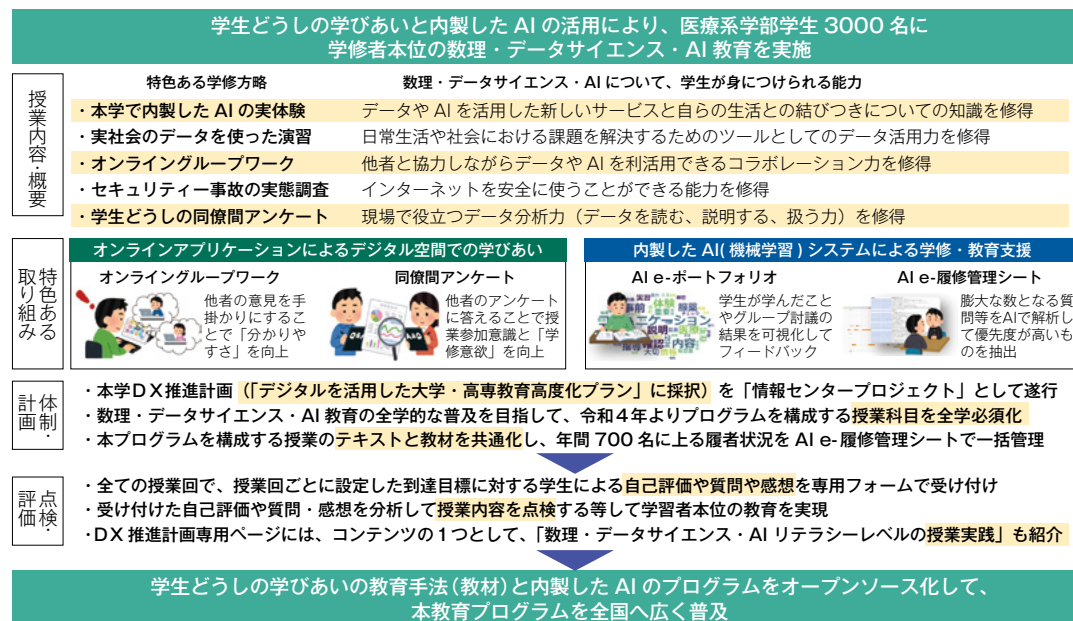 学生どうしの学びあいと内製した AI の活用により、医療系学部学生 3000 名に
学修者本位の数理・データサイエンス・AI 教育を実施
授業内容・概要
特色ある学修方略
数理・データサイエンス・AI について、学生が身につけられる能力
・本学で内製した AI の実体験
データや AI を活用した新しいサービスと自らの生活との結びつきについての知識を修得
・実社会のデータを使った演習
日常生活や社会における課題を解決するためのツールとしてのデータ活用力を修得
・オンライングループワーク
他者と協力しながらデータや AI を利活用できるコラボレーション力を修得
・セキュリティー事故の実態調査
インターネットを安全に使うことができる能力を修得
・学生どうしの同僚間アンケート
現場で役立つデータ分析力（データを読む、説明する、扱う力）を修得
特色ある
取り組み
オンラインアプリケーションによるデジタル空間での学びあい
オンライングループワーク
他者の意見を手
掛かりにするこ
とで「分かりや
すさ」を向上
同僚間アンケート
他者のアンケート
に答えることで授
業参加意識と「学
修意欲」を向上
内製した AI( 機械学習 ) システムによる学修・教育支援
AI e-ポートフォリオ
学生が学んだこと
やグループ討議の
結果を可視化して
フィードバック
AI e-履修管理シート
膨大な数となる質
問等をAIで解析し
て優先度が高いも
のを抽出
体制・
計画
・本学DX推進計画（「デジタルを活用した大学・高専教育高度化プラン」に採択）を「情報センタープロジェクト」として遂行
・数理・データサイエンス・AI 教育の全学的な普及を目指して、令和４年よりプログラムを構成する授業科目を全学必須化
・本プログラムを構成する授業のテキストと教材を共通化し、年間 700 名に上る履者状況を AI e-履修管理シートで一括管理
点検・
評価
・全ての授業回で、授業回ごとに設定した到達目標に対する学生による自己評価や質問や感想を専用フォームで受け付け
・受け付けた自己評価や質問・感想を分析して授業内容を点検する等して学習者本位の教育を実現
・DX 推進計画専用ページには、コンテンツの１つとして、「数理・データサイエンス・AI リテラシーレベルの授業実践」も紹介
学生どうしの学びあいの教育手法（教材）と内製した AI のプログラムをオープンソース化して、
本教育プログラムを全国へ広く普及